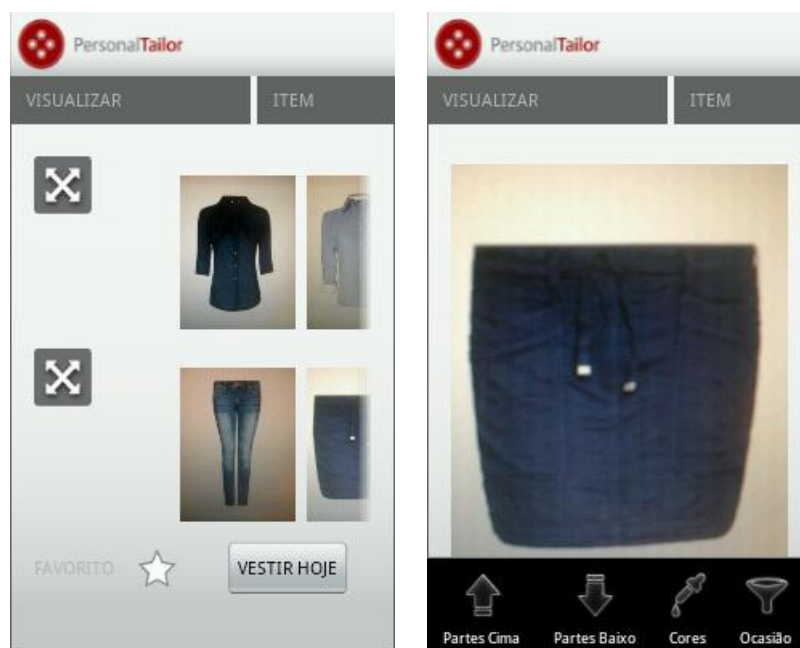 PersonalTailor
VISUALIZAR ITEM
FAVORITO VESTIR HOJE
PersonalTailor
VISUALIZAR ITEM
Partes Cima Partes Baixo Cores Ocasião